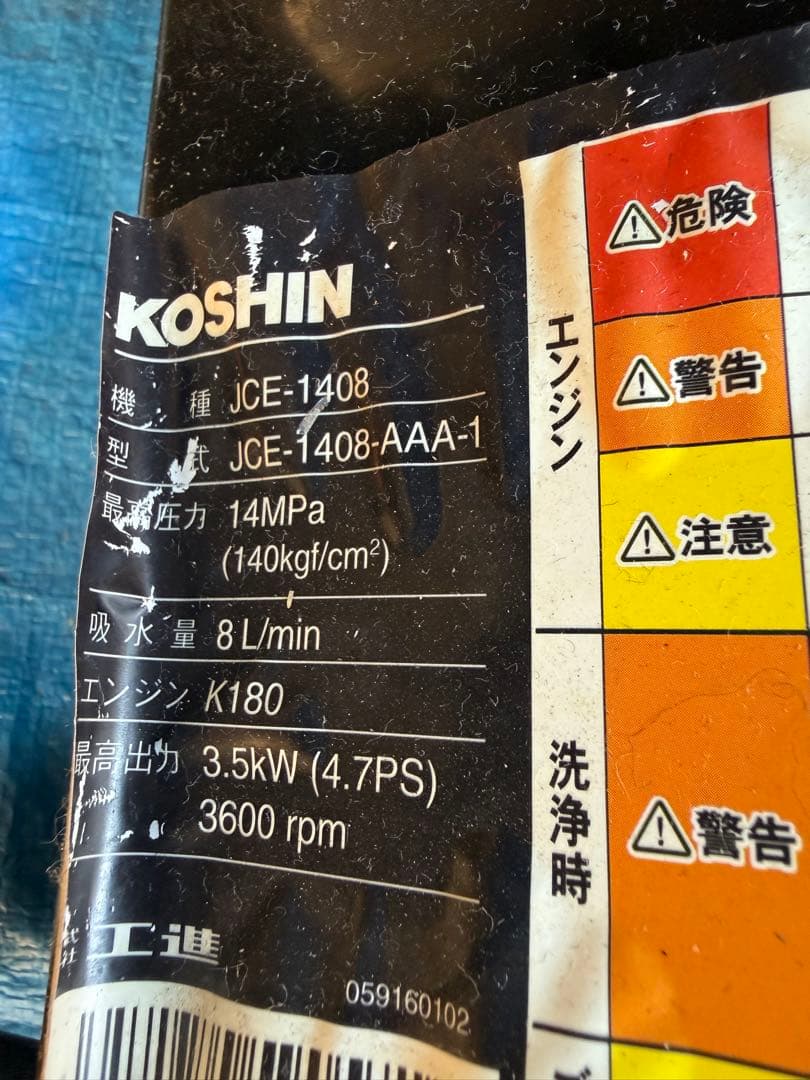 KOSHIN
機 種 JCE-1408
型 式 JCE-1408-AAA-1
最高圧力 14MPa
(140kgf/cm²)
吸水量 8 L/min
エンジン K180
最高出力 3.5kW (4.7PS)
3600 rpm
工進
059160102
エンジン
⚠危険
⚠警告
⚠注意
洗浄時
⚠警告